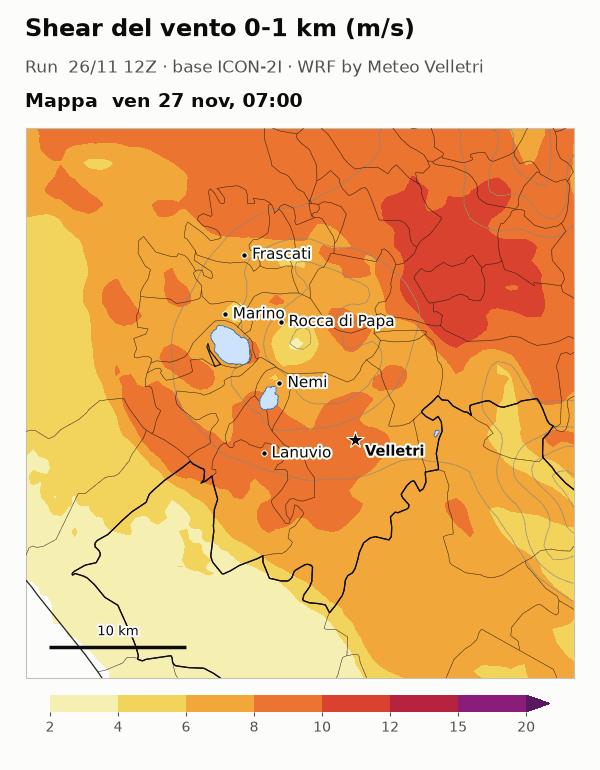 Shear del vento 0-1 km (m/s)
Run  26/11 12Z · base ICON-2I · WRF by Meteo Velletri
Mappa  ven 27 nov, 07:00
Frascati
Marino
Rocca di Papa
Nemi
Velletri
Lanuvio
10 km
2 4 6 8 10 12 15 20